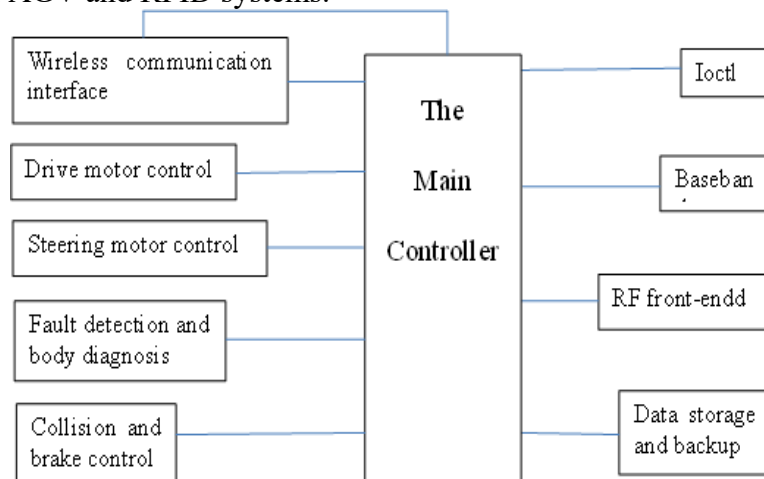 AGV and RFID systems.
Wireless communication
interface
Drive motor control
Steering motor control
Fault detection and
body diagnosis
Collision and
brake control
The
Main
Controller
Ioctl
Baseban
RF front-endd
Data storage
and backup